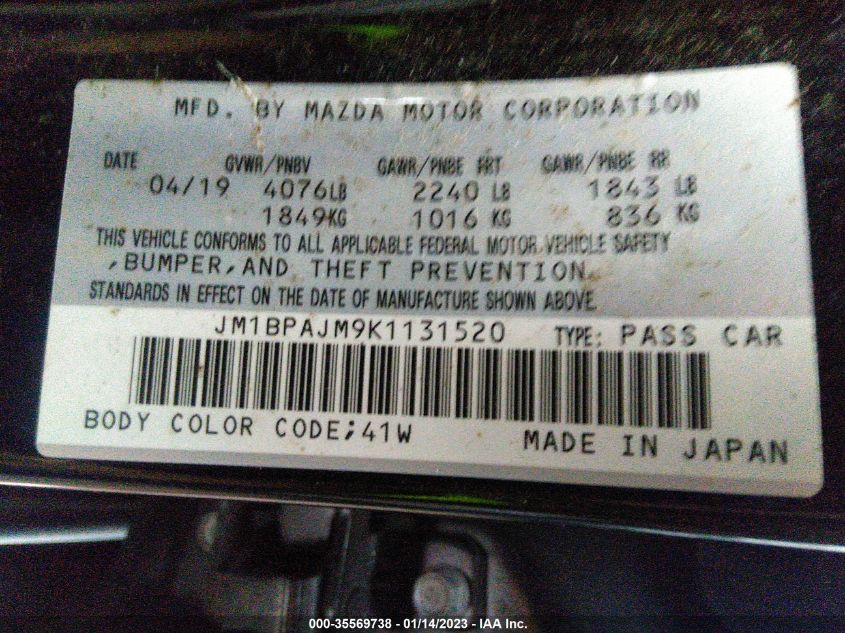 MFD. BY MAZDA MOTOR CORPORATION
DATE GVWR/PNBV GAWR/PNBE FRT GAWR/PNBE RR
04/19 4076LB 2240 LB 1843 LB
1849KG 1016 KG 836 KG
THIS VEHICLE CONFORMS TO ALL APPLICABLE FEDERAL MOTOR VEHICLE SAFETY
,BUMPER,AND THEFT PREVENTION
STANDARDS IN EFFECT ON THE DATE OF MANUFACTURE SHOWN ABOVE.
JM1BPAJM9K1131520 TYPE: PASS CAR
BODY COLOR CODE;41W MADE IN JAPAN
000-35569738 - 01/14/2023 - IAA Inc.